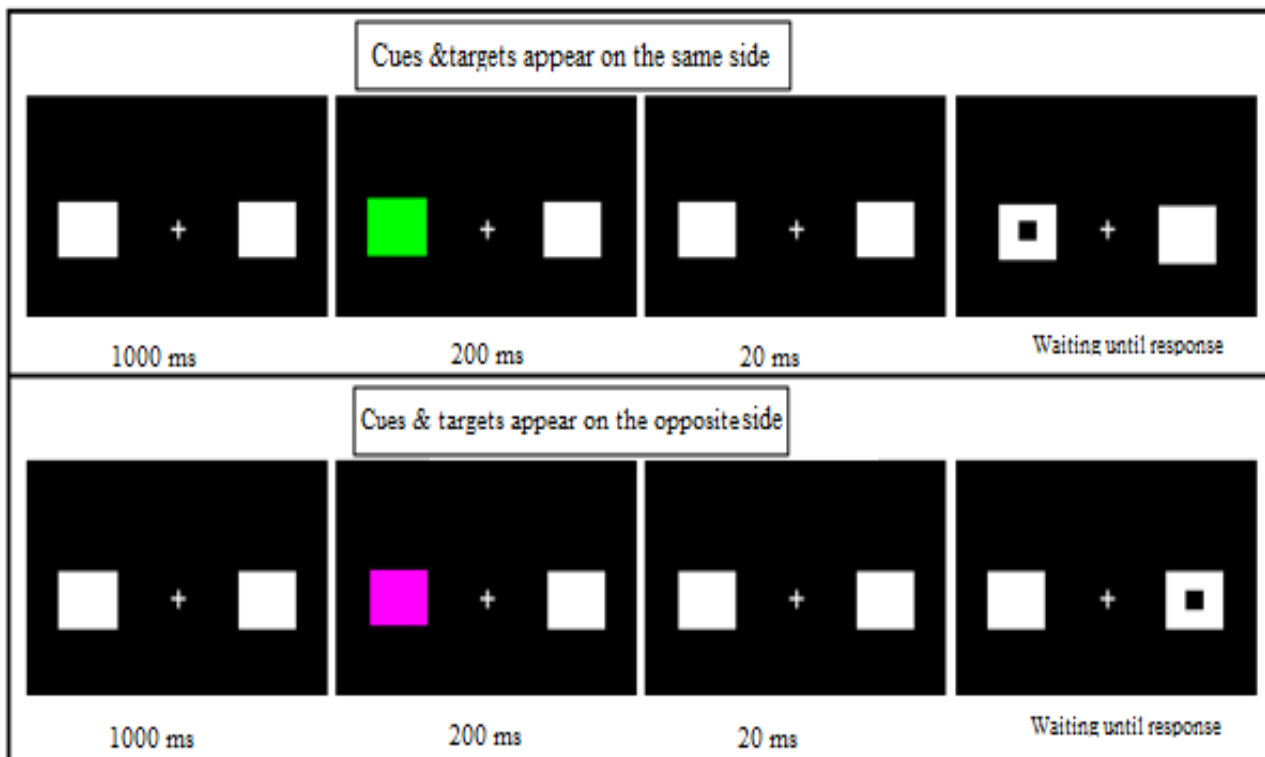 Cues &targets appear on the same side
1000 ms
200 ms
20 ms
Waiting until response
Cues & targets appear on the opposite side
1000 ms
200 ms
20 ms
Waiting until response